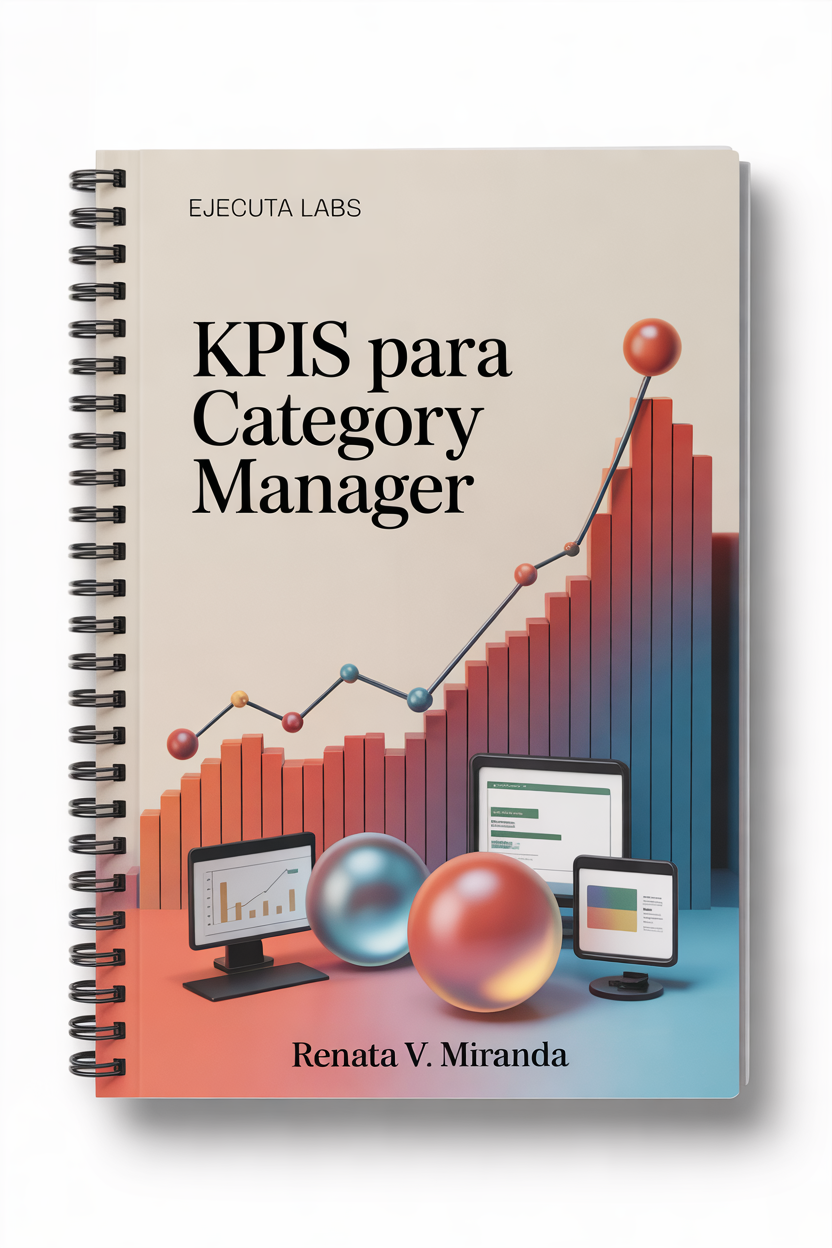 EJECUTA LABS
KPIS para
Category
Manager
Renata V. Miranda